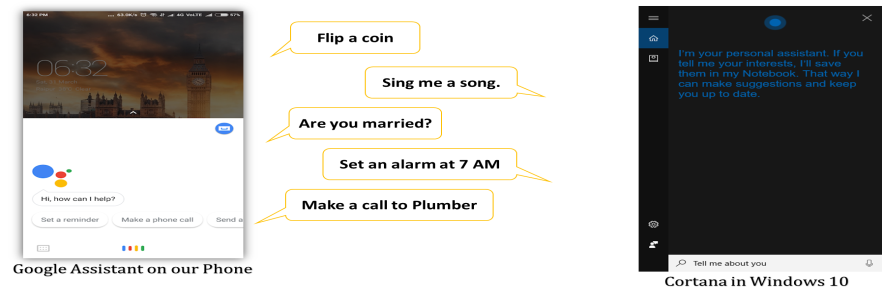 6:32 PM
63.9K/s
4G VoLTE
57%
06:32
Hi, how can I help?
Set a reminder
Make a phone call
Send a
Google Assistant on our Phone
Flip a coin
Sing me a song.
Are you married?
Set an alarm at 7 AM
Make a call to Plumber
I'm your personal assistant. If you
tell me your interests, I'll save
them in my Notebook. That way I
can make suggestions and keep
you up to date.
Tell me about you
Cortana in Windows 10